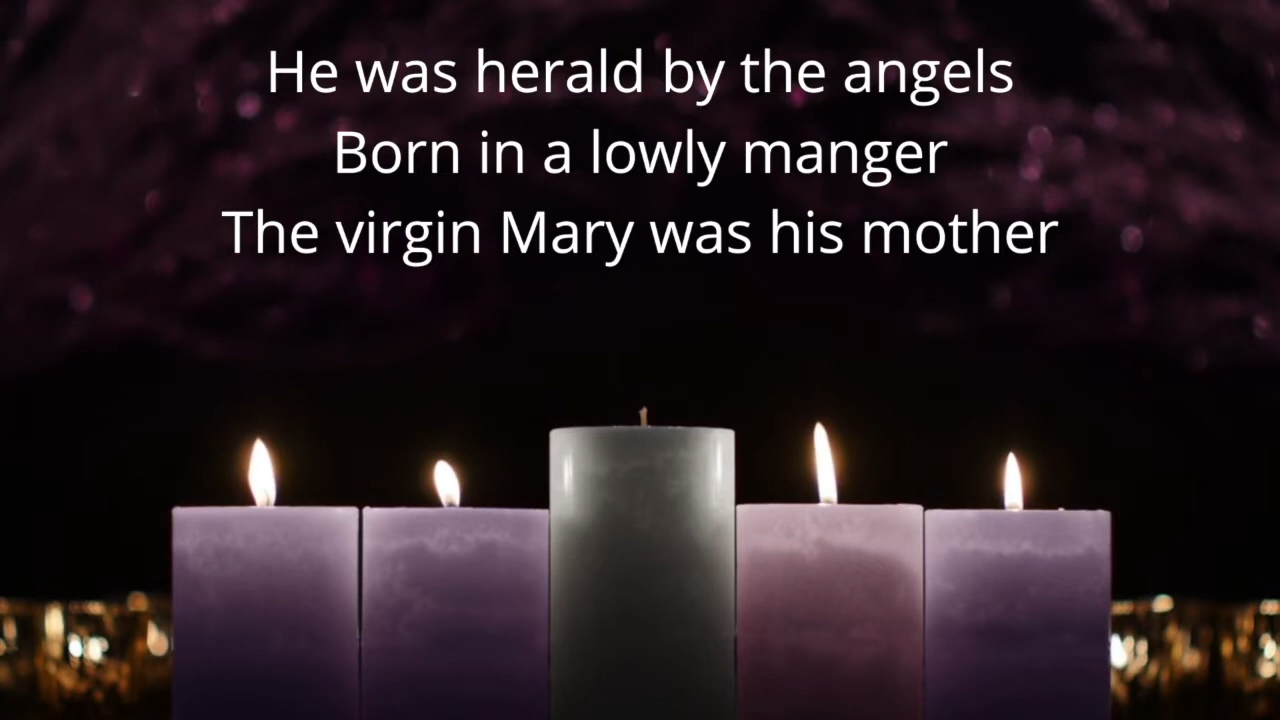 He was herald by the angels
Born in a lowly manger
The virgin Mary was his mother